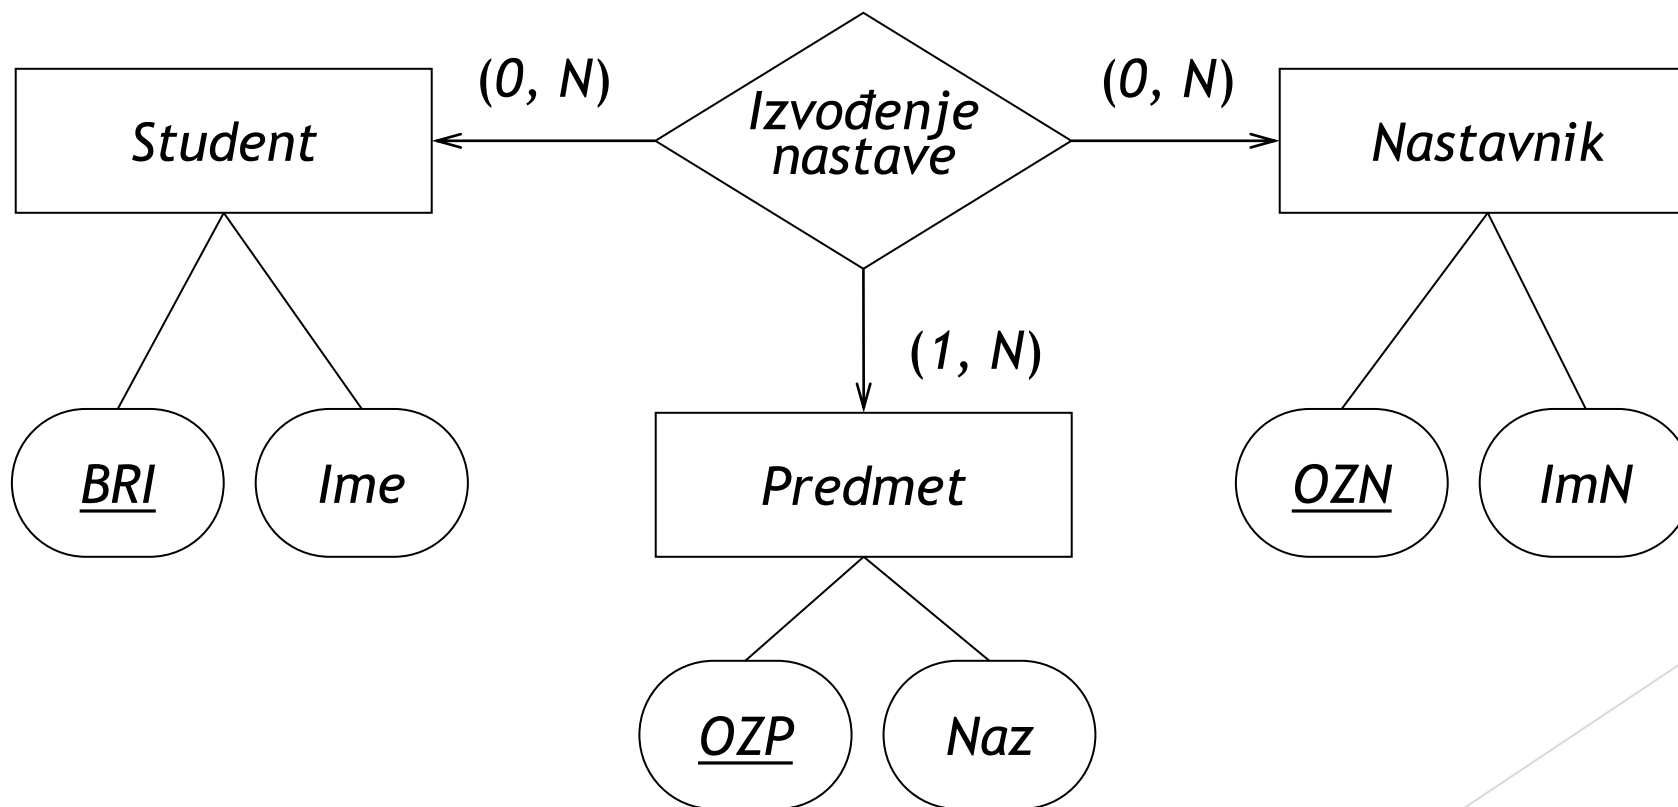 (0, N)
(0, N)
Student
Izvođenje
nastave
Nastavnik
(1, N)
BRI
Ime
Predmet
OZN
ImN
OZP
Naz